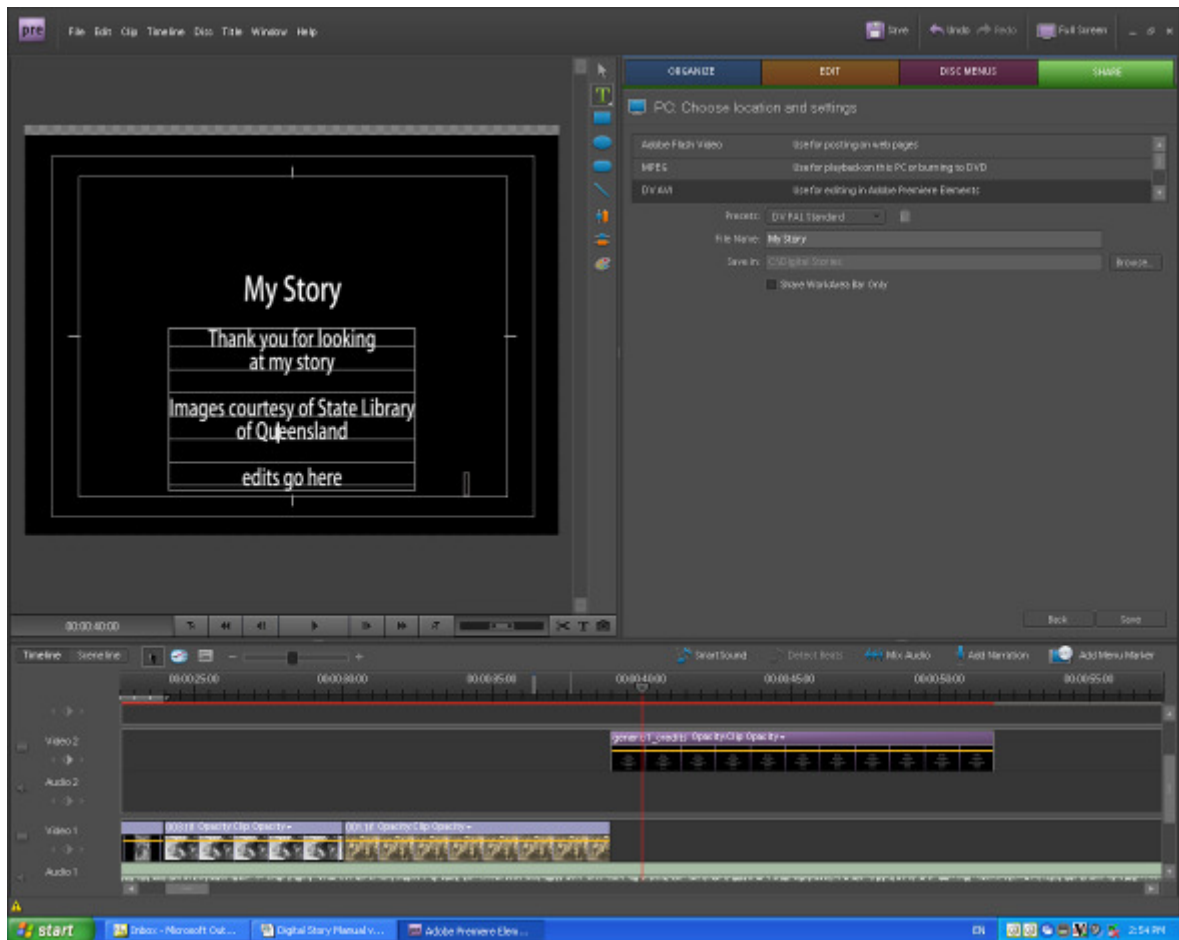 pre File Edit Clip Timeline Disc Title Window Help
Save Undo Redo Full Screen
ORGANIZE EDIT DISC MENUS SHARE
PC: Choose location and settings
Adobe Flash Video Use for posting on web pages
MPEG Use for playback on this PC or burning to DVD
DV AVI Use for editing in Adobe Premiere Elements
Presets: DV PAL Standard
File Name: My Story
Save in: C:\Digital Stories Browse...
Share WorkArea Bar Only
My Story
Thank you for looking
at my story
Images courtesy of State Library
of Queensland
edits go here
Back Save
00:00:40:00
Timeline Sceneline
SmartSound Detect Beats Mix Audio Add Narration Add Menu Marker
00:00:25:00 00:00:30:00 00:00:35:00 00:00:40:00 00:00:45:00 00:00:50:00 00:00:55:00
Video 2 Opacity:Clip Opacity
Audio 2
Video 1 Opacity:Clip Opacity Opacity:Clip Opacity
Audio 1
start Inbox - Microsoft Out... Digital Story Manual v... Adobe Premiere Elem... EN 2:54 PM